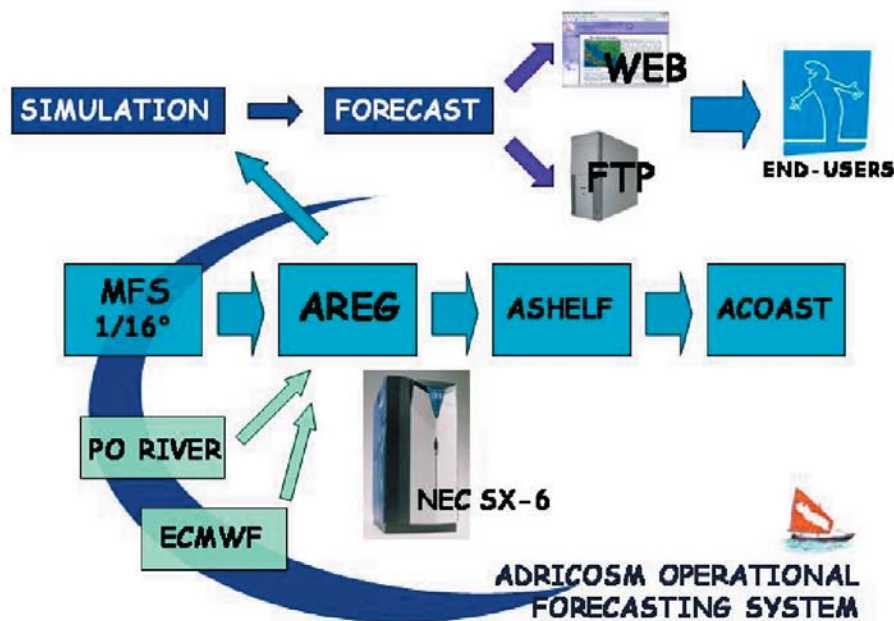 WEB
SIMULATION
FORECAST
FTP
END-USERS
MFS
1/16°
AREG
ASHELF
ACOAST
PO RIVER
NEC SX-6
ECMWF
ADRICOSM OPERATIONAL
FORECASTING SYSTEM